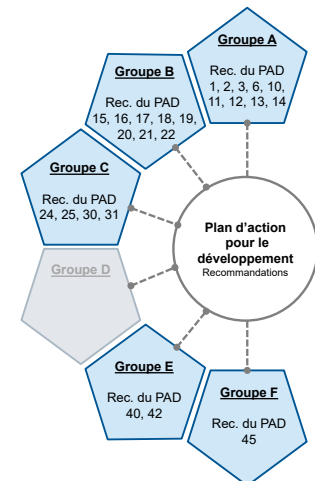 Groupe A
Rec. du PAD
1, 2, 3, 6, 10,
11, 12, 13, 14
Groupe B
Rec. du PAD
15, 16, 17, 18, 19,
20, 21, 22
Groupe C
Rec. du PAD
24, 25, 30, 31
Groupe D
Groupe E
Rec. du PAD
40, 42
Groupe F
Rec. du PAD
45
Plan d'action
pour le
développement
Recommandations